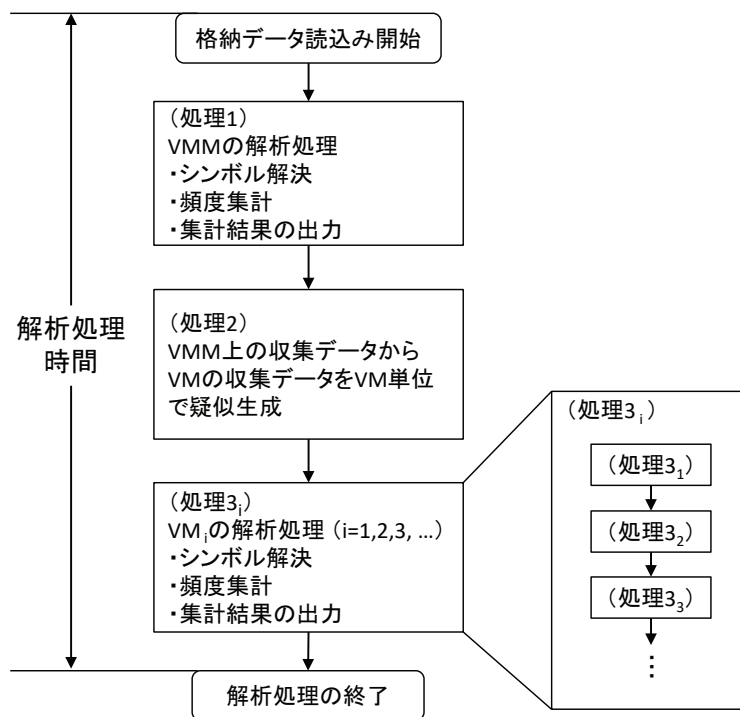 格納データ読込み開始
（処理1）
VMMの解析処理
・シンボル解決
・頻度集計
・集計結果の出力
解析処理
時間
（処理2）
VMM上の収集データから
VMの収集データをVM単位
で疑似生成
（処理3i）
VMiの解析処理（i=1,2,3, …）
・シンボル解決
・頻度集計
・集計結果の出力
（処理3i）
（処理31）
（処理32）
（処理33）
…
解析処理の終了